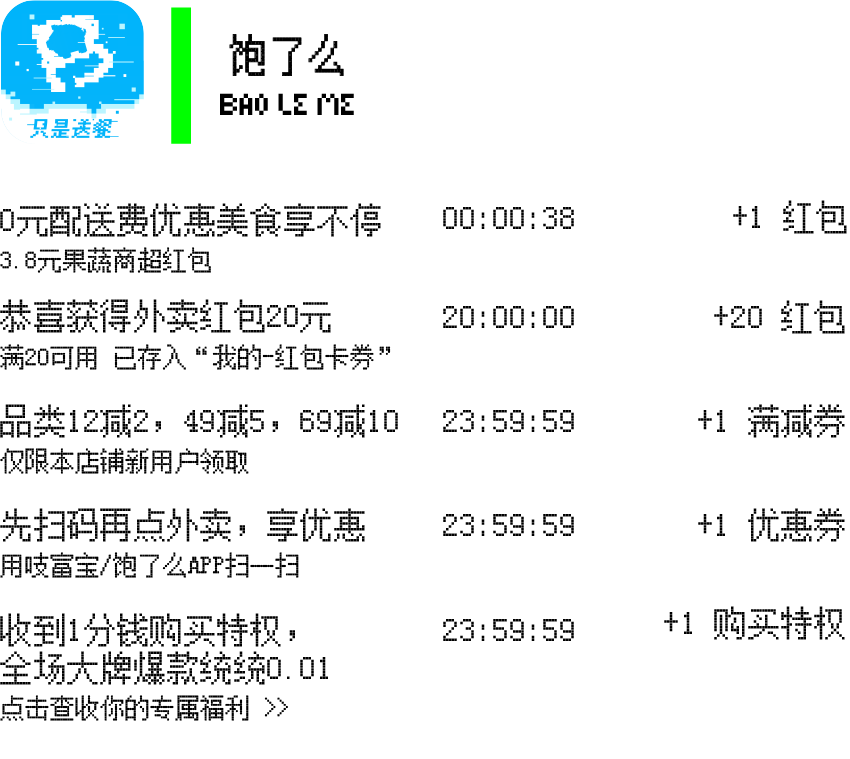 饱了么
BAO LE ME
只是送餐
0元配送费优惠美食享不停 00:00:38 +1 红包
3.8元果蔬商超红包
恭喜获得外卖红包20元 20:00:00 +20 红包
满20可用 已存入“我的-红包卡券”
品类12减2，49减5，69减10 23:59:59 +1 满减券
仅限本店铺新用户领取
先扫码再点外卖，享优惠 23:59:59 +1 优惠券
用吱富宝/饱了么APP扫一扫
收到1分钱购买特权， 23:59:59 +1 购买特权
全场大牌爆款统统0.01
点击查收你的专属福利 >>